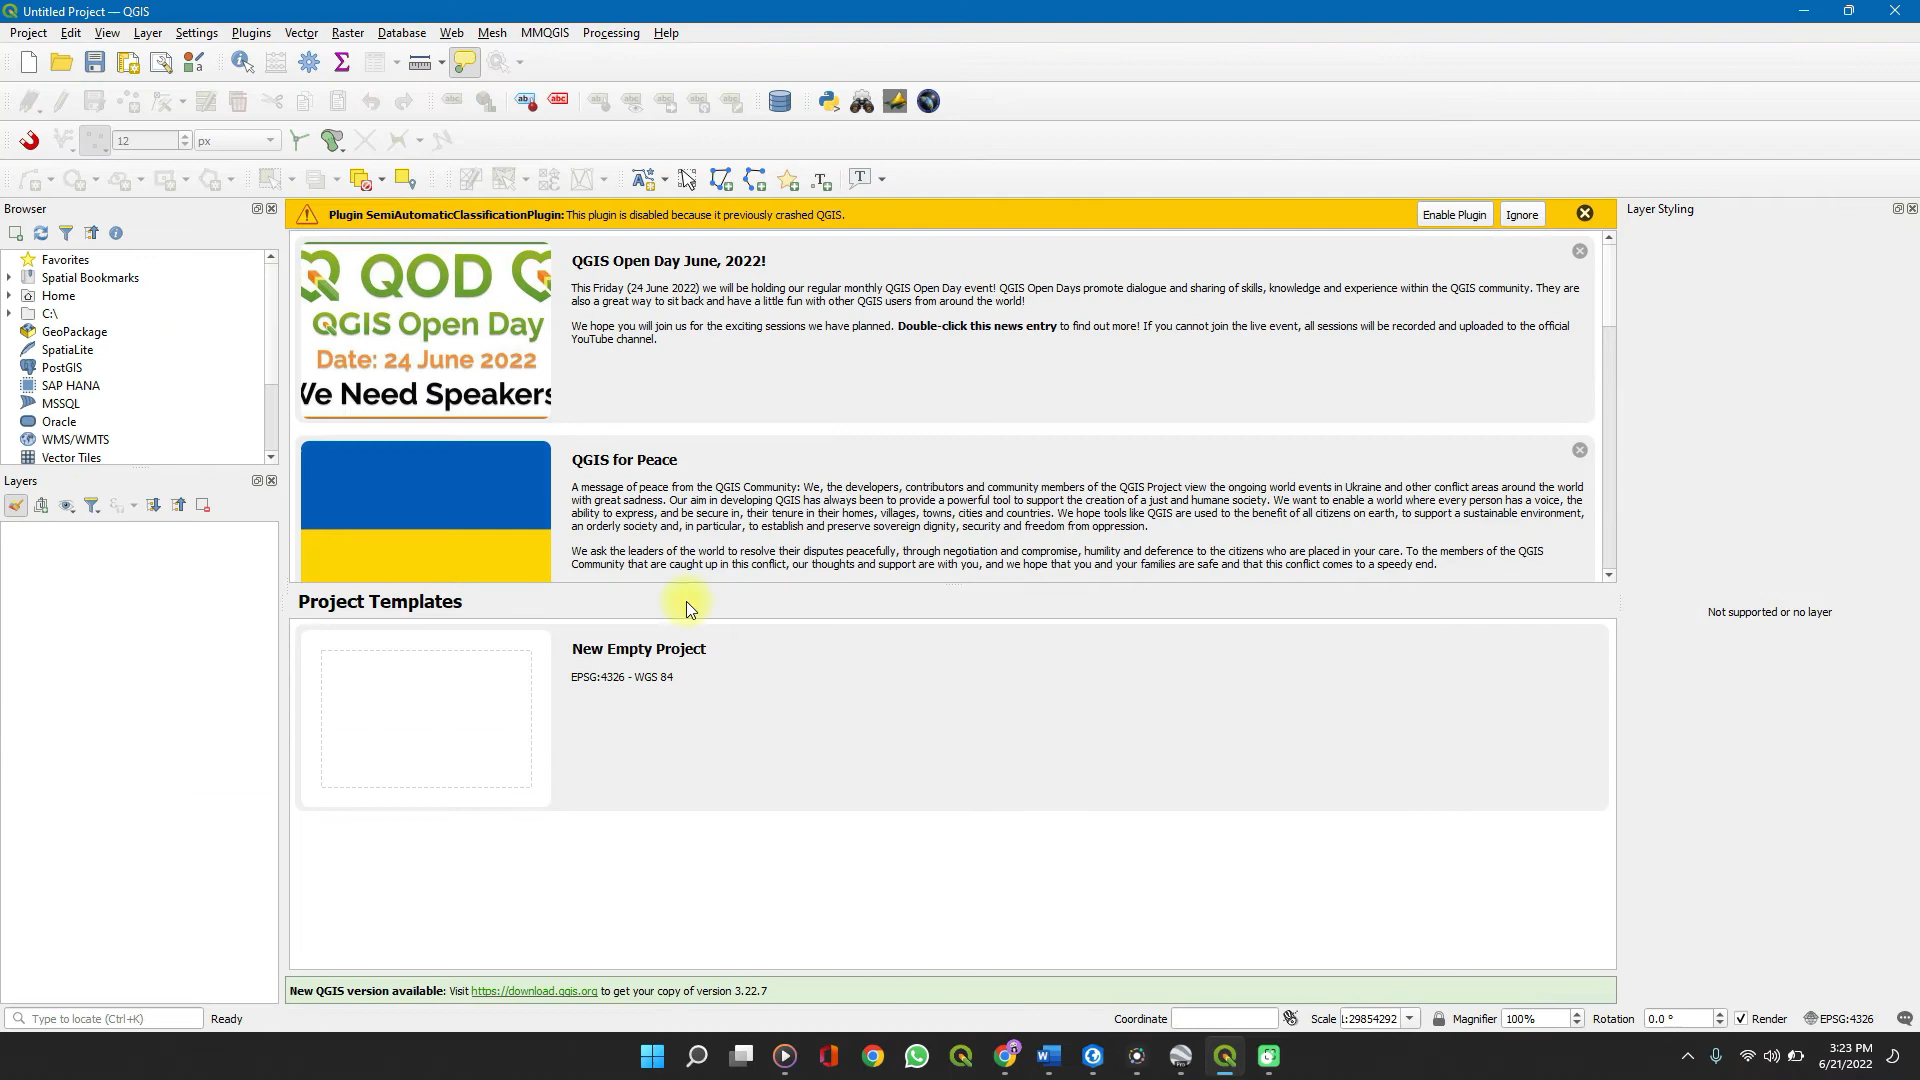 Untitled Project — QGIS
Project Edit View Layer Settings Plugins Vector Raster Database Web Mesh MMQGIS Processing Help
abc abc abc
12 px
Browser
Plugin SemiAutomaticClassificationPlugin: This plugin is disabled because it previously crashed QGIS. Enable Plugin Ignore
Layer Styling
Favorites
Spatial Bookmarks
Home
C:\
GeoPackage
SpatiaLite
PostGIS
SAP HANA
MSSQL
Oracle
WMS/WMTS
Vector Tiles
QOD
QGIS Open Day
Date: 24 June 2022
We Need Speakers
QGIS Open Day June, 2022!
This Friday (24 June 2022) we will be holding our regular monthly QGIS Open Day event! QGIS Open Days promote dialogue and sharing of skills, knowledge and experience within the QGIS community. They are
also a great way to sit back and have a little fun with other QGIS users from around the world!
We hope you will join us for the exciting sessions we have planned. Double-click this news entry to find out more! If you cannot join the live event, all sessions will be recorded and uploaded to the official
YouTube channel.
QGIS for Peace
A message of peace from the QGIS Community: We, the developers, contributors and community members of the QGIS Project view the ongoing world events in Ukraine and other conflict areas around the world
with great sadness. Our aim in developing QGIS has always been to provide a powerful tool to support the creation of a just and humane society. We want to enable a world where every person has a voice, the
ability to express, and be secure in, their tenure in their homes, villages, towns, cities and countries. We hope tools like QGIS are used to the benefit of all citizens on earth, to support a sustainable environment,
an orderly society and, in particular, to establish and preserve sovereign dignity, security and freedom from oppression.
We ask the leaders of the world to resolve their disputes peacefully, through negotiation and compromise, humility and deference to the citizens who are placed in your care. To the members of the QGIS
Community that are caught up in this conflict, our thoughts and support are with you, and we hope that you and your families are safe and that this conflict comes to a speedy end.
Layers
Project Templates
New Empty Project
EPSG:4326 - WGS 84
Not supported or no layer
New QGIS version available: Visit https://download.qgis.org to get your copy of version 3.22.7
Type to locate (Ctrl+K) Ready Coordinate Scale 1:29854292 Magnifier 100% Rotation 0.0 ° Render EPSG:4326
3:23 PM
6/21/2022